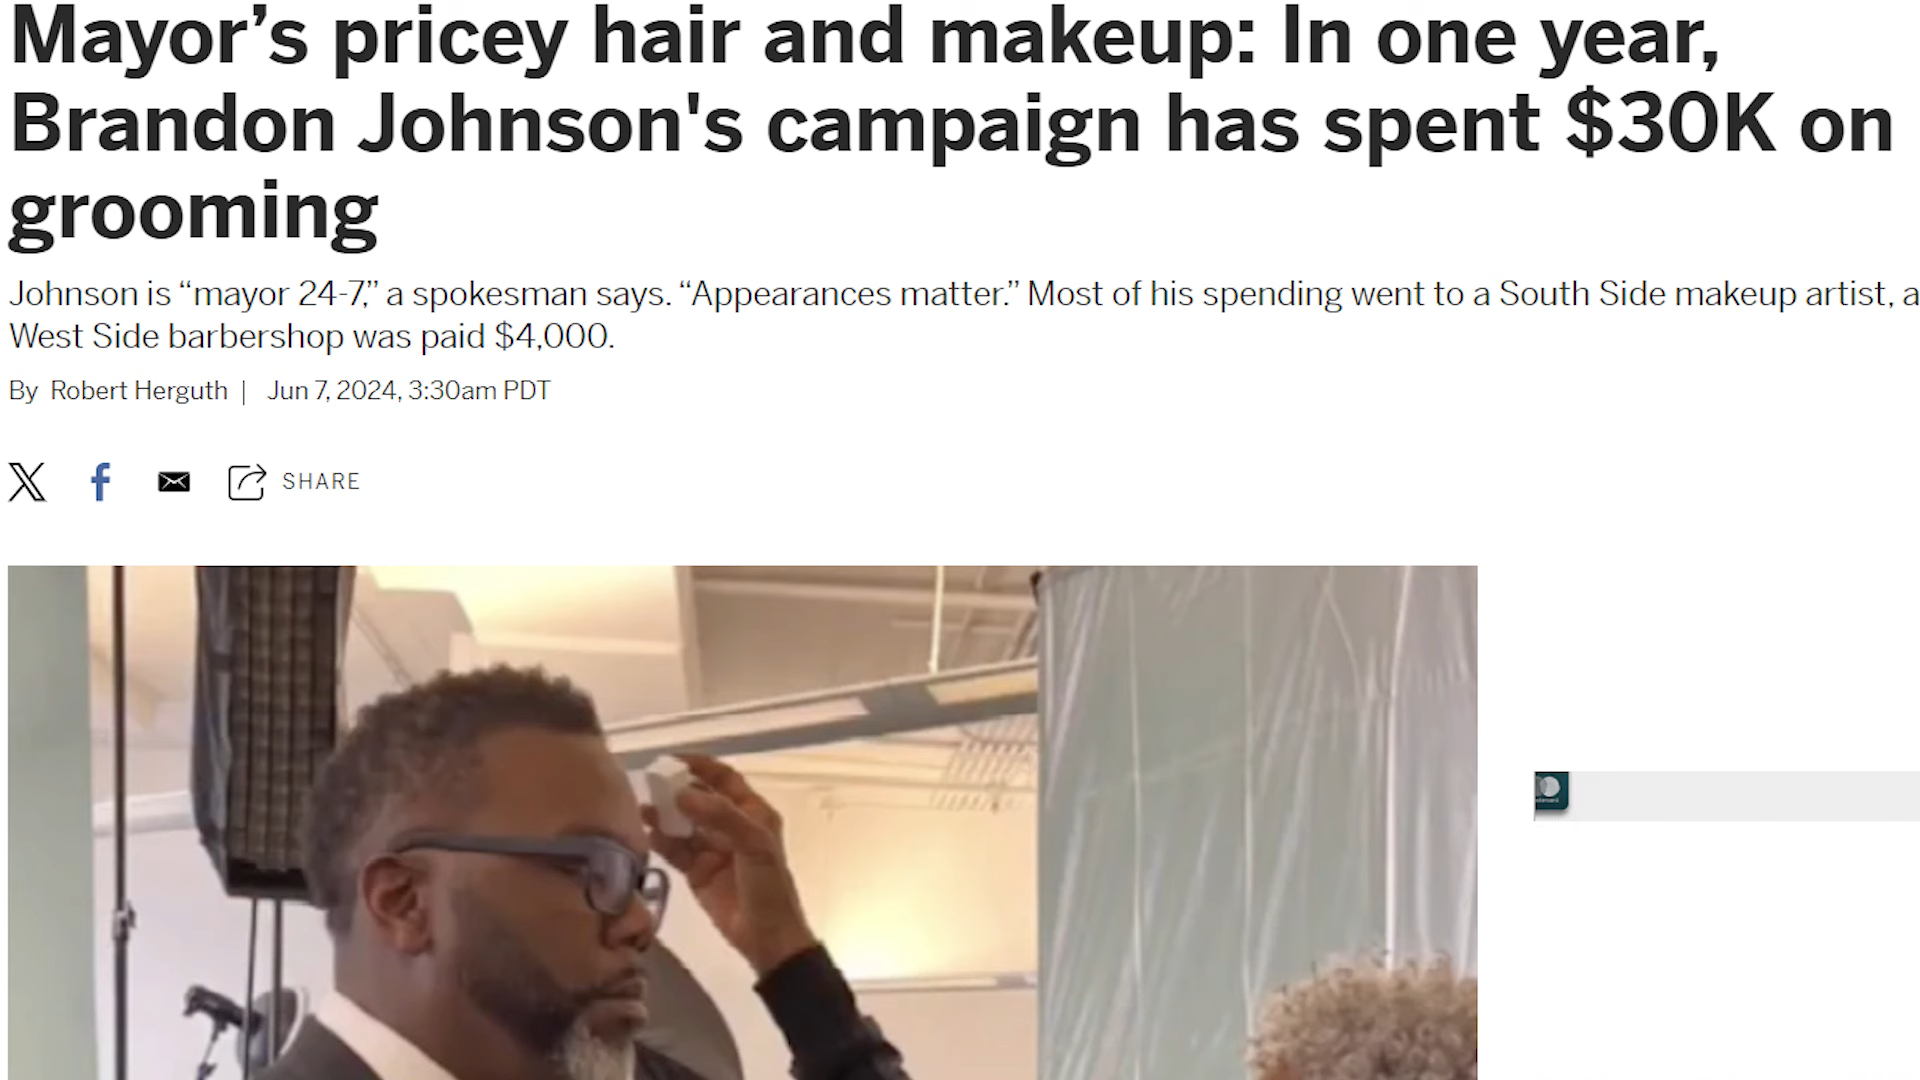 Mayor’s pricey hair and makeup: In one year,
Brandon Johnson's campaign has spent $30K on
grooming
Johnson is “mayor 24-7,” a spokesman says. “Appearances matter.” Most of his spending went to a South Side makeup artist, a
West Side barbershop was paid $4,000.
By Robert Herguth | Jun 7, 2024, 3:30am PDT
SHARE